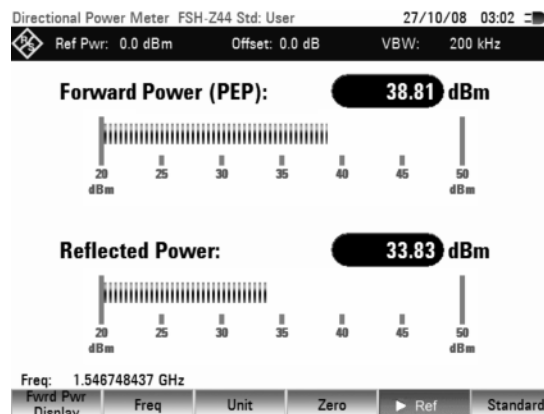 Directional Power Meter FSH-Z44 Std: User 27/10/08 03:02
R&S Ref Pwr: 0.0 dBm Offset: 0.0 dB VBW: 200 kHz
Forward Power (PEP): 38.81 dBm
20 25 30 35 40 45 50
dBm dBm
Reflected Power: 33.83 dBm
20 25 30 35 40 45 50
dBm dBm
Freq: 1.546748437 GHz
Fwrd Pwr
Display Freq Unit Zero ► Ref Standard